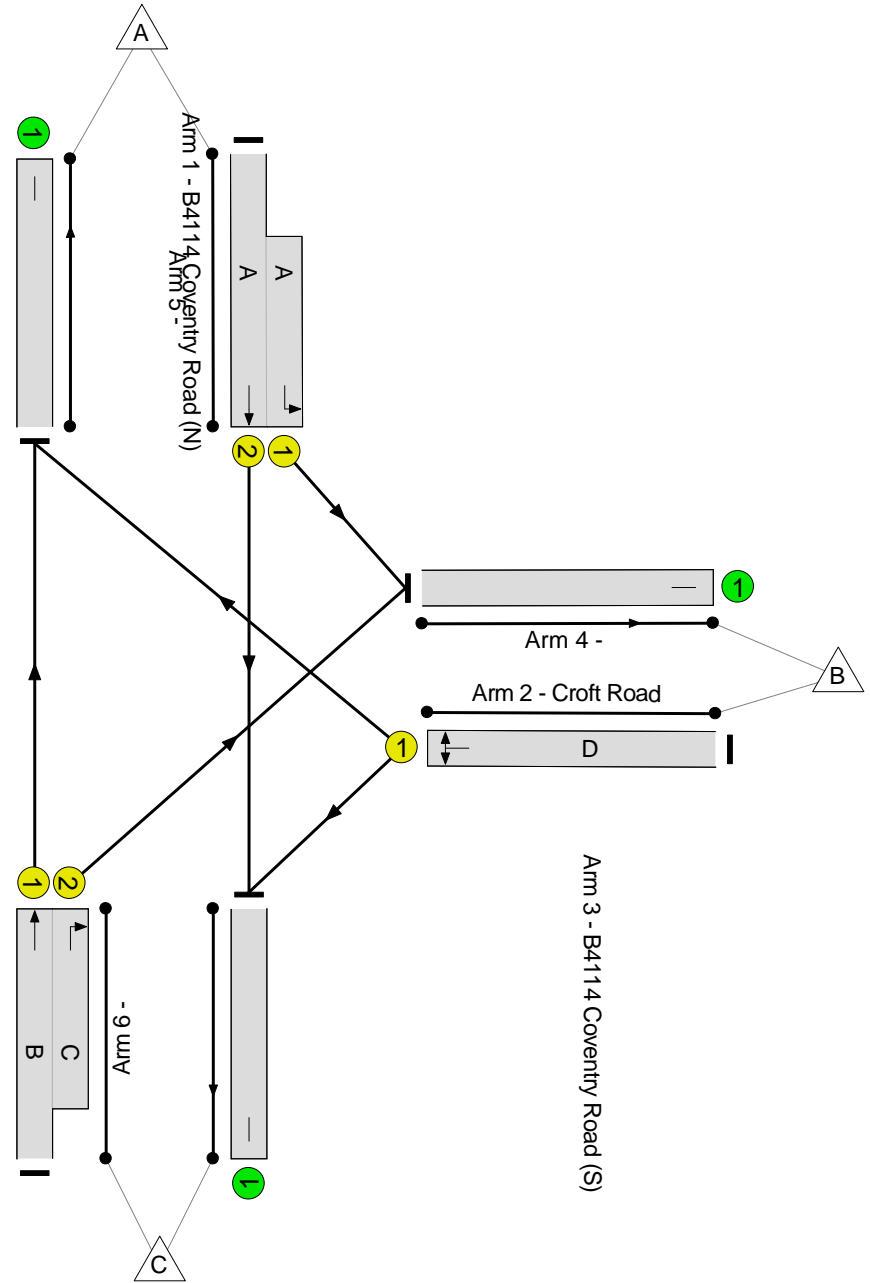 A
1
Arm 1 - B4114 Coventry Road (N)
Arm 5 -
A
A
2
1
1
Arm 4 -
B
Arm 2 - Croft Road
1
D
1
2
Arm 3 - B4114 Coventry Road (S)
B
C
Arm 6 -
1
C